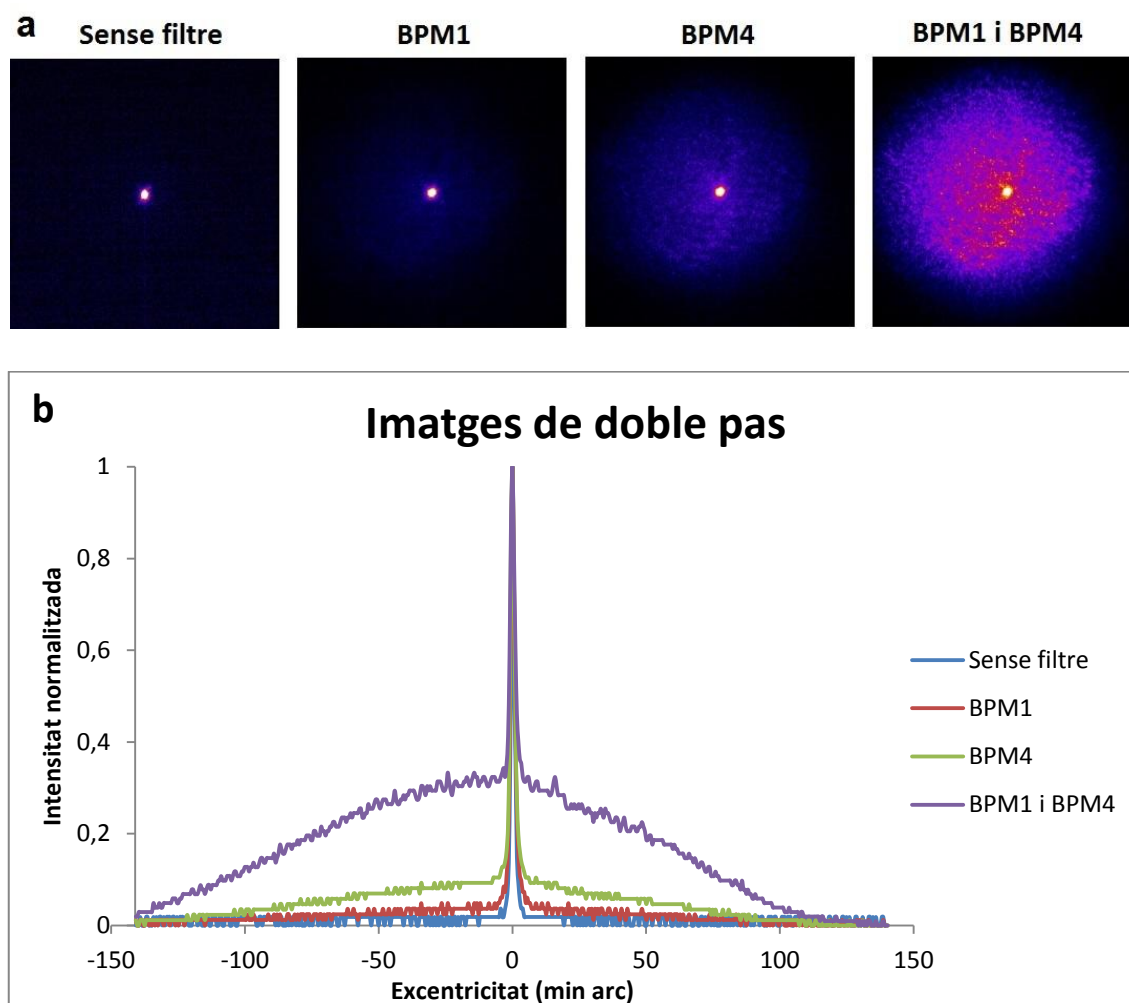 a
Sense filtre BPM1 BPM4 BPM1 i BPM4
b
Imatges de doble pas
Intensitat normalitzada
1
0,8
0,6
0,4
0,2
0
-150 -100 -50 0 50 100 150
Excentricitat (min arc)
Sense filtre
BPM1
BPM4
BPM1 i BPM4